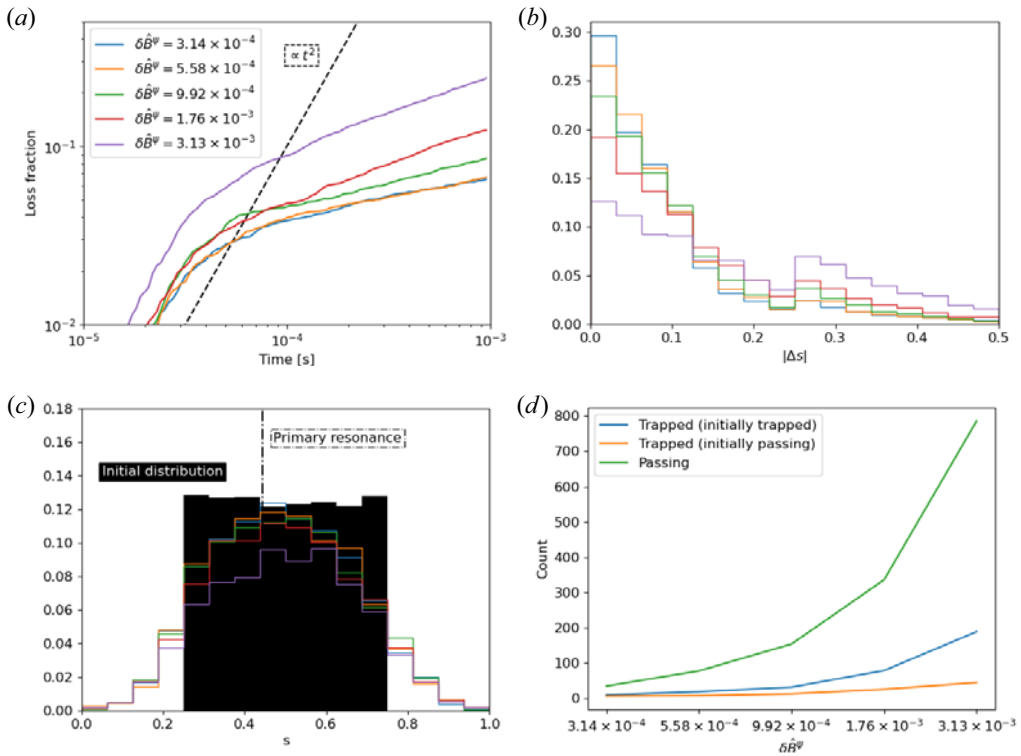 (a)
δB̂^ψ = 3.14 × 10⁻⁴
δB̂^ψ = 5.58 × 10⁻⁴
δB̂^ψ = 9.92 × 10⁻⁴
δB̂^ψ = 1.76 × 10⁻³
δB̂^ψ = 3.13 × 10⁻³
∝ t²
Loss fraction
10⁻¹
10⁻²
10⁻⁵ 10⁻⁴ 10⁻³
Time [s]
(b)
0.30
0.25
0.20
0.15
0.10
0.05
0.00
0.0 0.1 0.2 0.3 0.4 0.5
|Δs|
(c)
0.18
0.16
0.14
0.12
0.10
0.08
0.06
0.04
0.02
0.00
Primary resonance
Initial distribution
0.0 0.2 0.4 0.6 0.8 1.0
s
(d)
Trapped (initially trapped)
Trapped (initially passing)
Passing
Count
800
700
600
500
400
300
200
100
0
3.14 × 10⁻⁴ 5.58 × 10⁻⁴ 9.92 × 10⁻⁴ 1.76 × 10⁻³ 3.13 × 10⁻³
δB̂^ψ